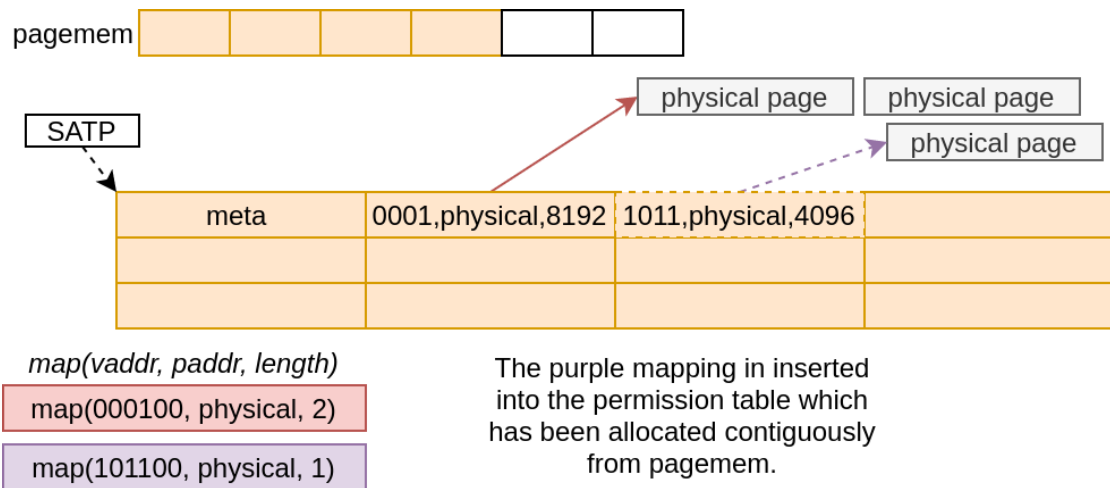 pagemem
physical page
physical page
SATP
physical page
meta
0001,physical,8192
1011,physical,4096
map(vaddr, paddr, length)
map(000100, physical, 2)
map(101100, physical, 1)
The purple mapping in inserted
into the permission table which
has been allocated contiguously
from pagemem.